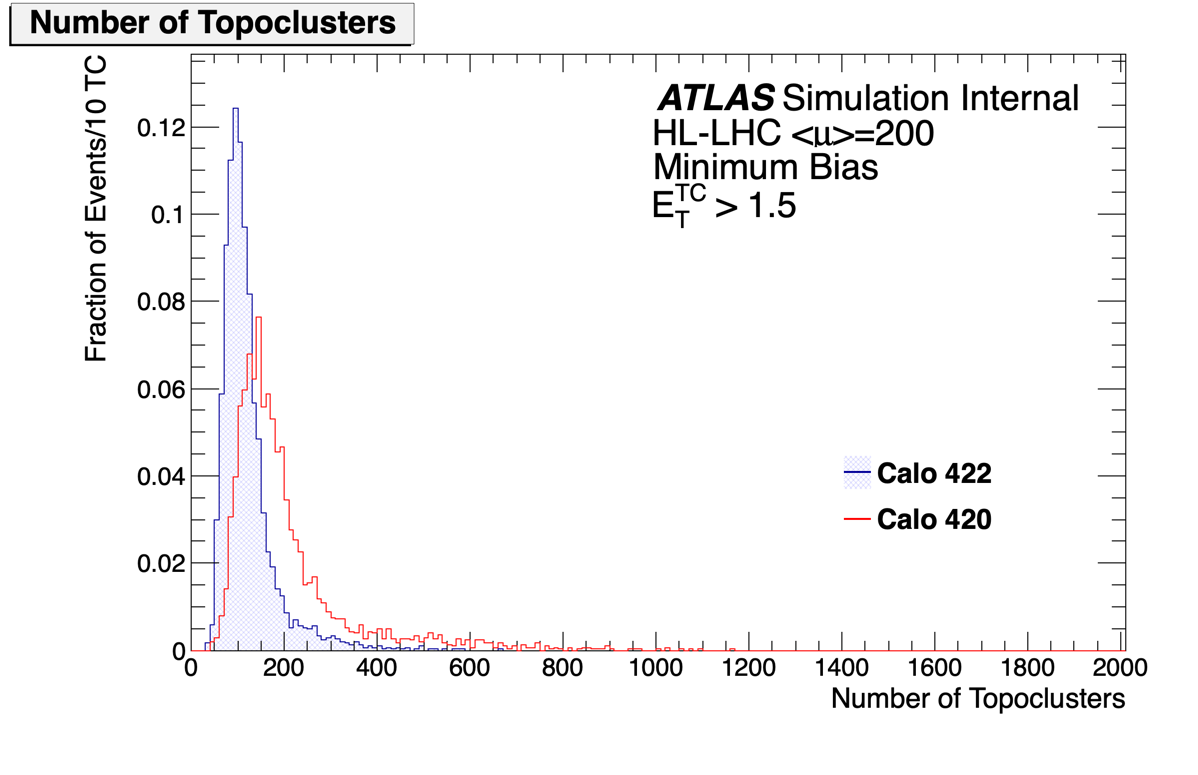 Number of Topoclusters
Fraction of Events/10 TC
ATLAS Simulation Internal
HL-LHC <μ>=200
Minimum Bias
E_T^TC > 1.5
0.12
0.1
0.08
0.06
0.04
0.02
0
Calo 422
Calo 420
0 200 400 600 800 1000 1200 1400 1600 1800 2000
Number of Topoclusters